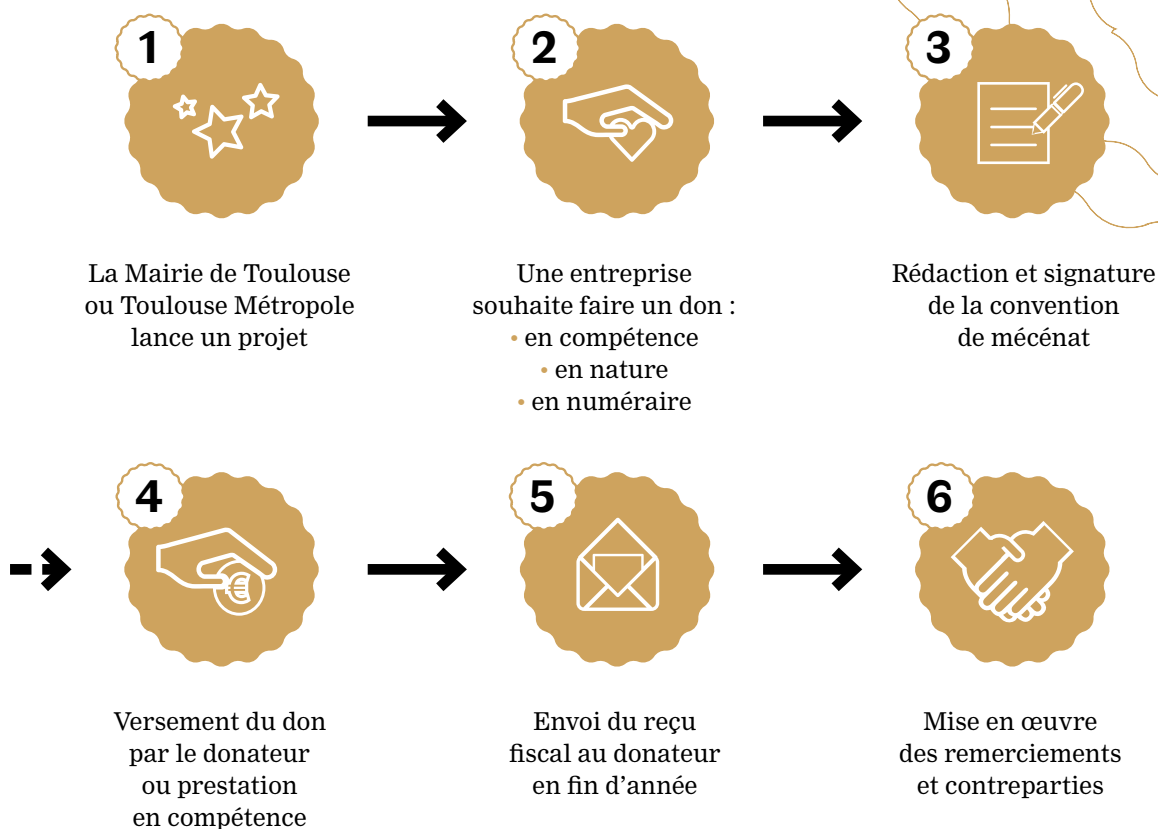 1
La Mairie de Toulouse
ou Toulouse Métropole
lance un projet
2
Une entreprise
souhaite faire un don :
• en compétence
• en nature
• en numéraire
3
Rédaction et signature
de la convention
de mécénat
4
Versement du don
par le donateur
ou prestation
en compétence
5
Envoi du reçu
fiscal au donateur
en fin d’année
6
Mise en œuvre
des remerciements
et contreparties